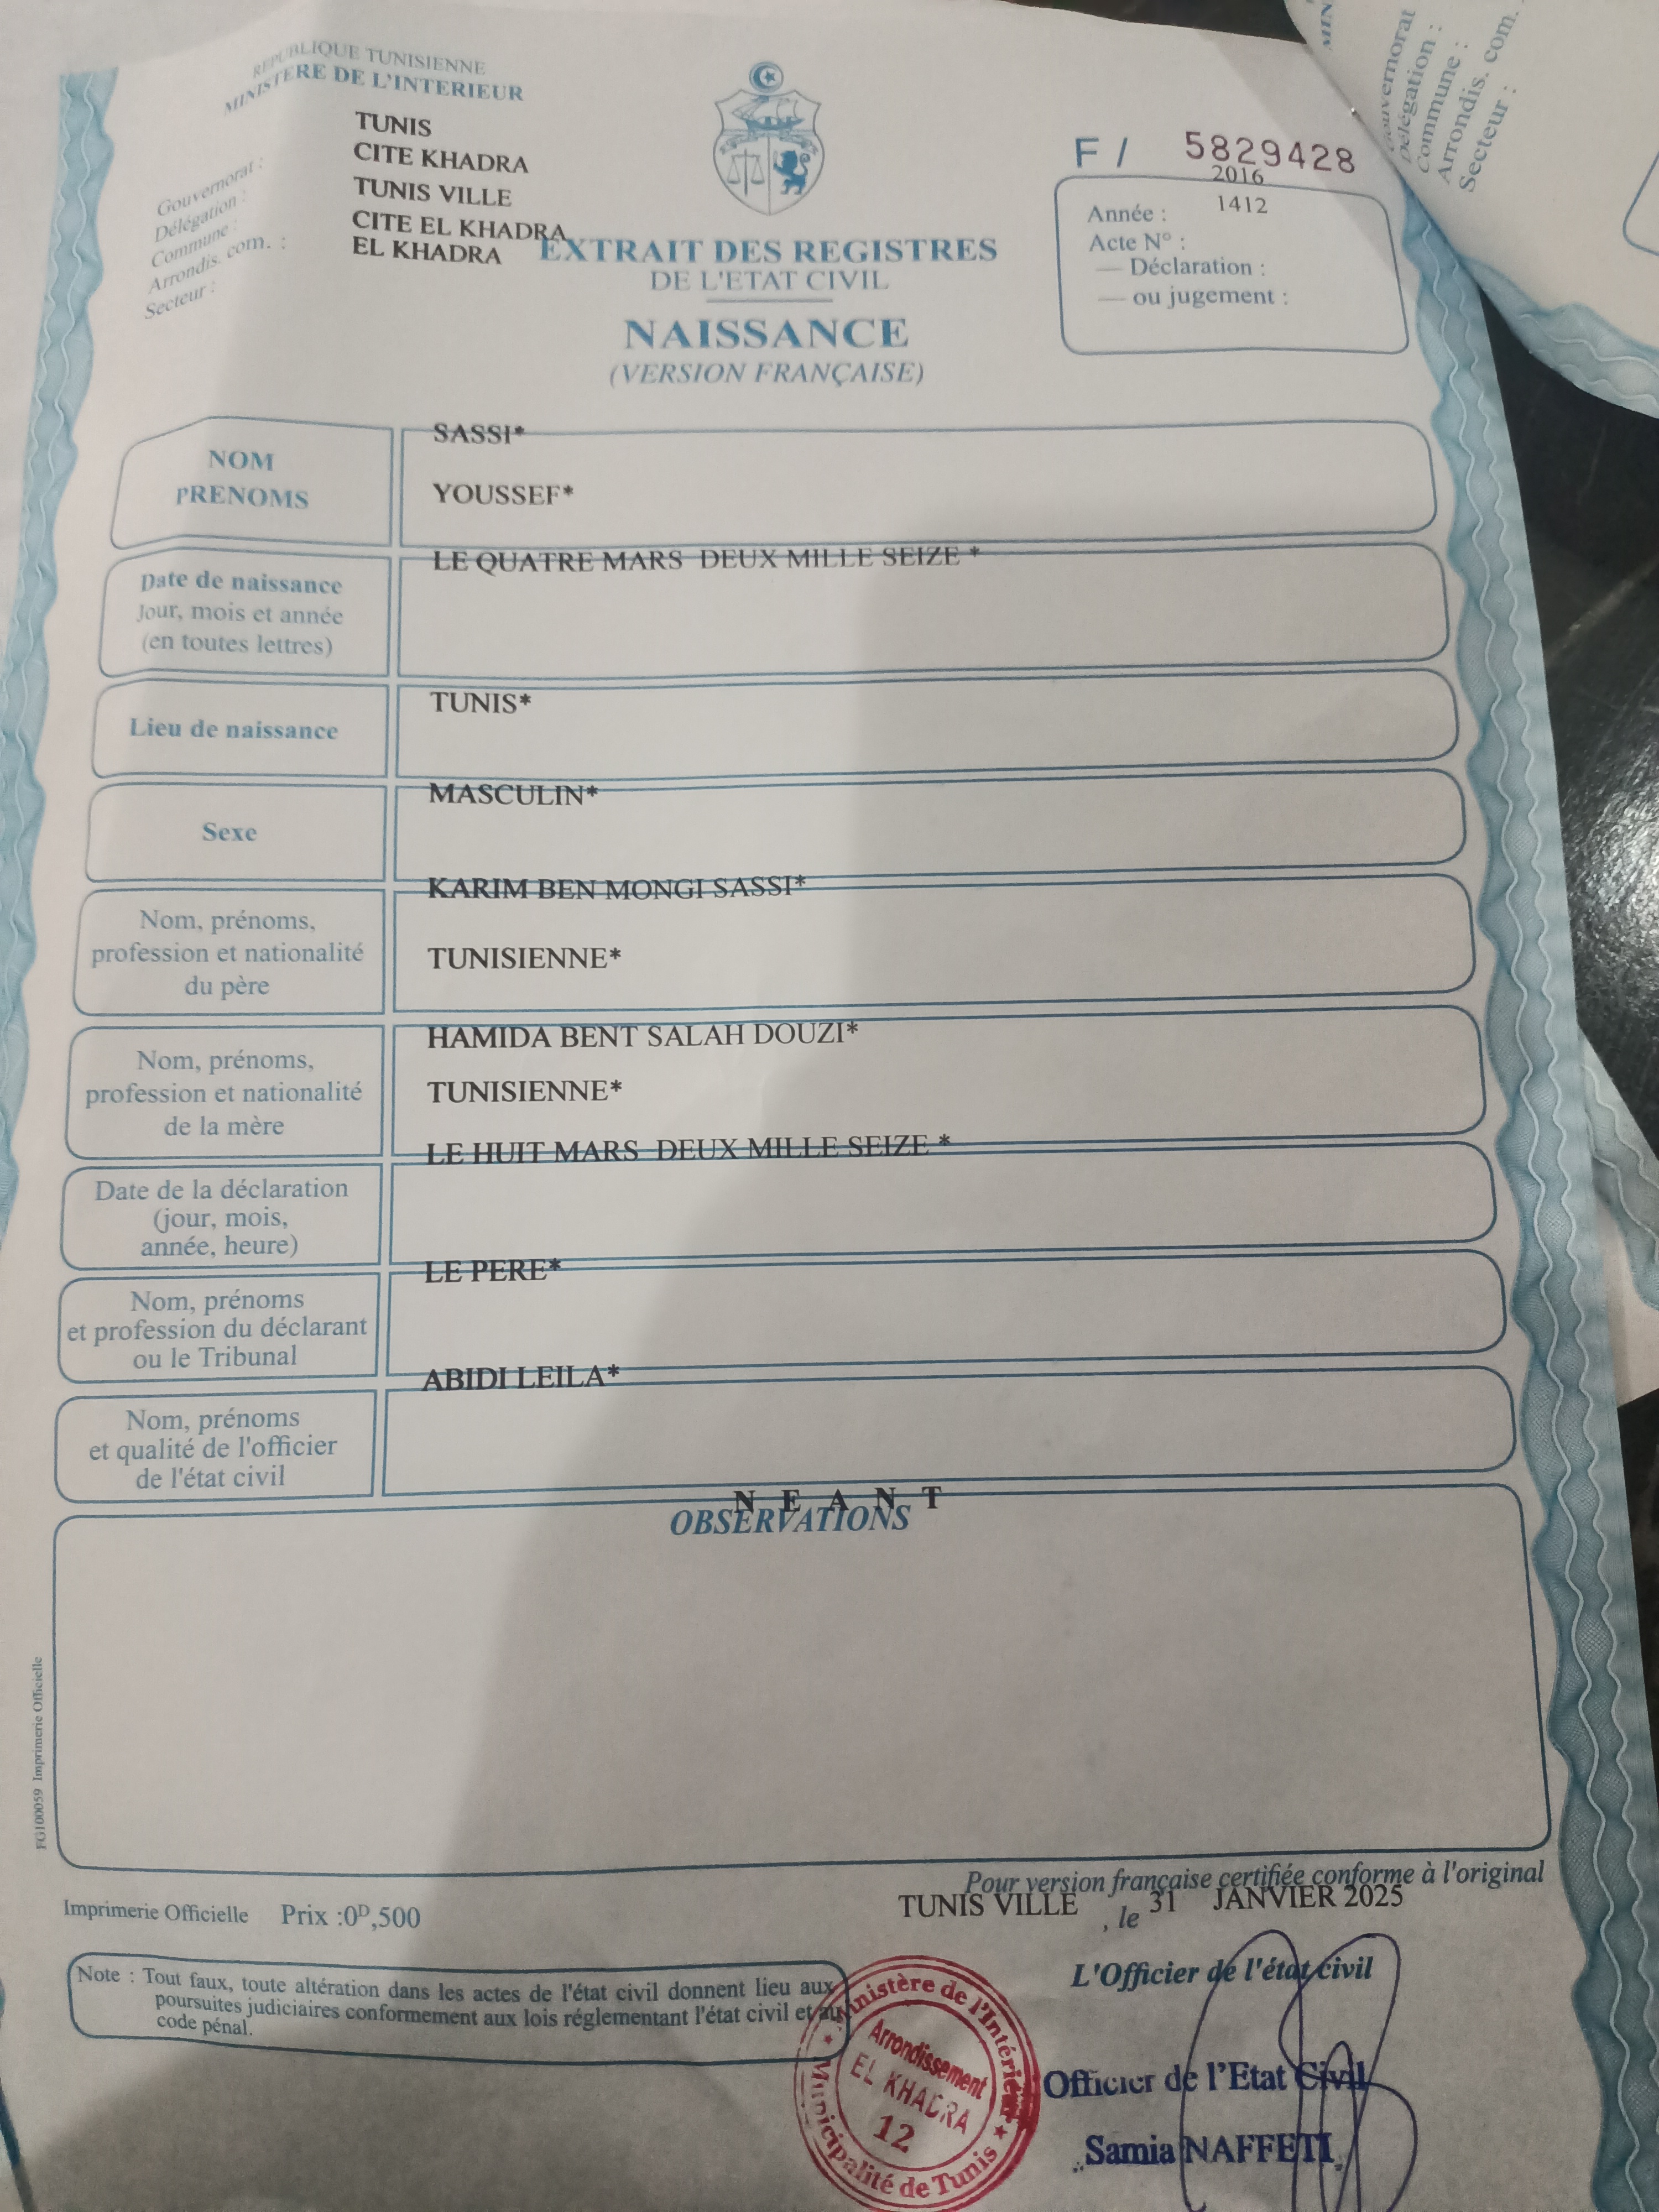 REPUBLIQUE TUNISIENNE
MINISTERE DE L'INTERIEUR
Gouvernorat : TUNIS
Délégation : CITE KHADRA
Commune : TUNIS VILLE
Arrondis. com. : CITE EL KHADRA
Secteur : EL KHADRA
F / 5829428
2016
Année : 1412
Acte N° :
— Déclaration :
— ou jugement :
EXTRAIT DES REGISTRES
DE L'ETAT CIVIL
NAISSANCE
(VERSION FRANÇAISE)
NOM SASSI*
PRENOMS YOUSSEF*
LE QUATRE MARS DEUX MILLE SEIZE *
Date de naissance
Jour, mois et année
(en toutes lettres)
TUNIS*
Lieu de naissance
MASCULIN*
Sexe
KARIM BEN MONGI SASSI*
Nom, prénoms,
profession et nationalité TUNISIENNE*
du père
HAMIDA BENT SALAH DOUZI*
Nom, prénoms,
profession et nationalité TUNISIENNE*
de la mère
LE HUIT MARS DEUX MILLE SEIZE *
Date de la déclaration
(jour, mois,
année, heure)
LE PERE*
Nom, prénoms
et profession du déclarant
ou le Tribunal
ABIDI LEILA*
Nom, prénoms
et qualité de l'officier
de l'état civil
N E A N T
OBSERVATIONS
FG100059 Imprimerie Officielle
Pour version française certifiée conforme à l'original
TUNIS VILLE , le 31 JANVIER 2025
Imprimerie Officielle Prix :0ᴰ,500
L'Officier de l'état civil
Note : Tout faux, toute altération dans les actes de l'état civil donnent lieu aux
poursuites judiciaires conformement aux lois réglementant l'état civil et au
code pénal.
Ministère de l'Intérieur
Arrondissement
EL KHADRA
12
Municipalité de Tunis
Officier de l'Etat Civil
Samia NAFFETI
Gouvernorat
Délégation :
Commune :
Arrondis. com. :
Secteur :